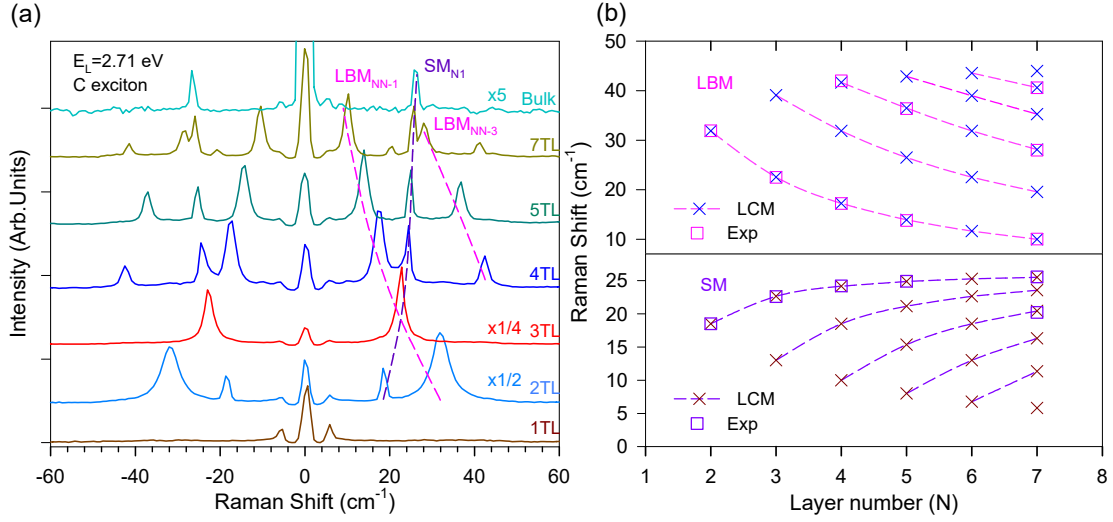 (a)
E_L=2.71 eV
C exciton
LBM_NN-1
SM_N1
LBM_NN-3
x5 Bulk
7TL
5TL
4TL
x1/4 3TL
x1/2 2TL
1TL
Intensity (Arb.Units)
-60 -40 -20 0 20 40 60
Raman Shift (cm⁻¹)
(b)
50
40
30
20
10
LBM
LCM
Exp
25
20
15
10
5
0
SM
LCM
Exp
Raman Shift (cm⁻¹)
1 2 3 4 5 6 7 8
Layer number (N)